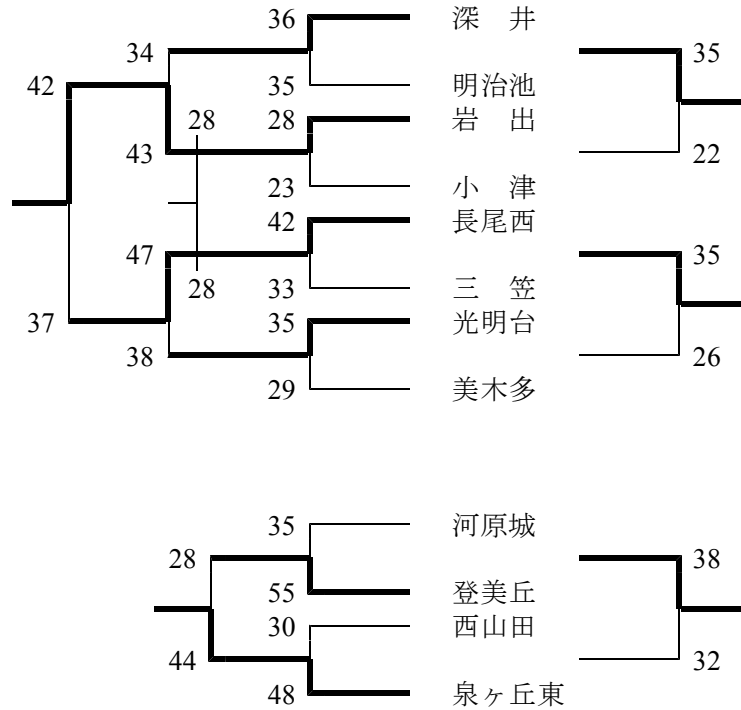 36 深 井
34 35
42 35 明治池
28 28 岩 出
43 22
23 小 津
42 長尾西
47 35
28 33 三 笠
37 35 光明台
38 26
29 美木多
35 河原城
28 38
55 登美丘
30 西山田
44 32
48 泉ヶ丘東